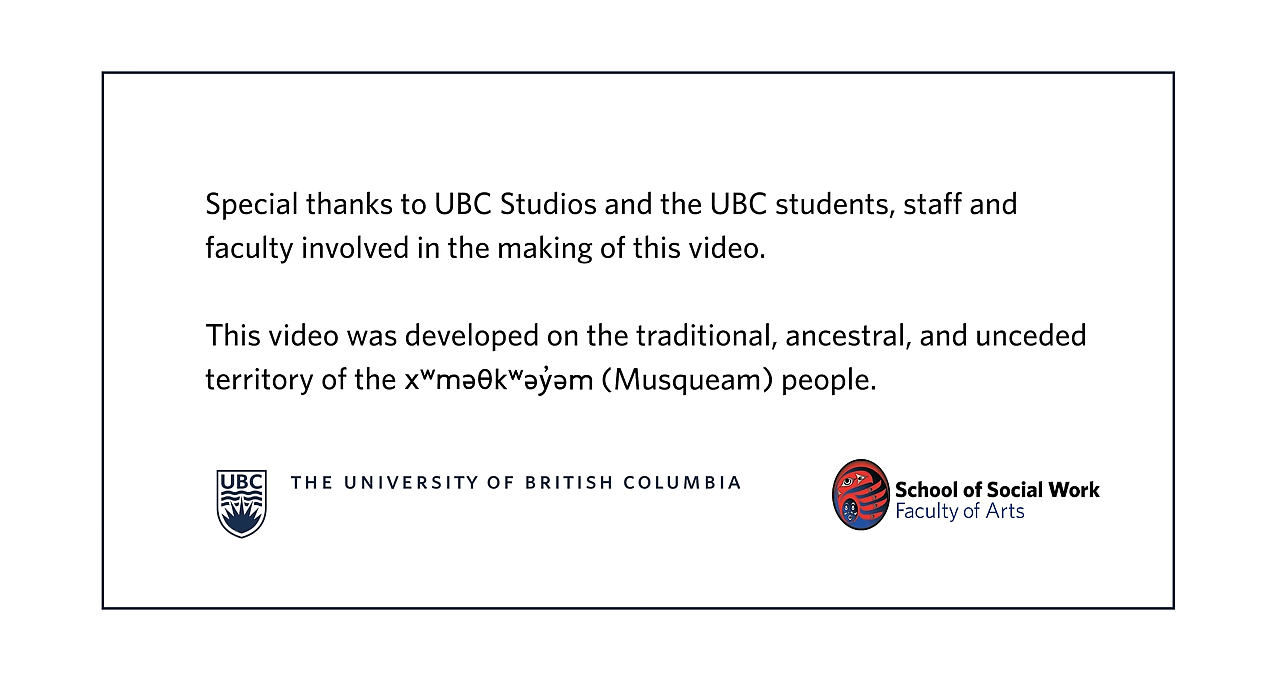 Special thanks to UBC Studios and the UBC students, staff and
faculty involved in the making of this video.
This video was developed on the traditional, ancestral, and unceded
territory of the xʷməθkʷəy̓əm (Musqueam) people.
UBC
THE UNIVERSITY OF BRITISH COLUMBIA
School of Social Work
Faculty of Arts